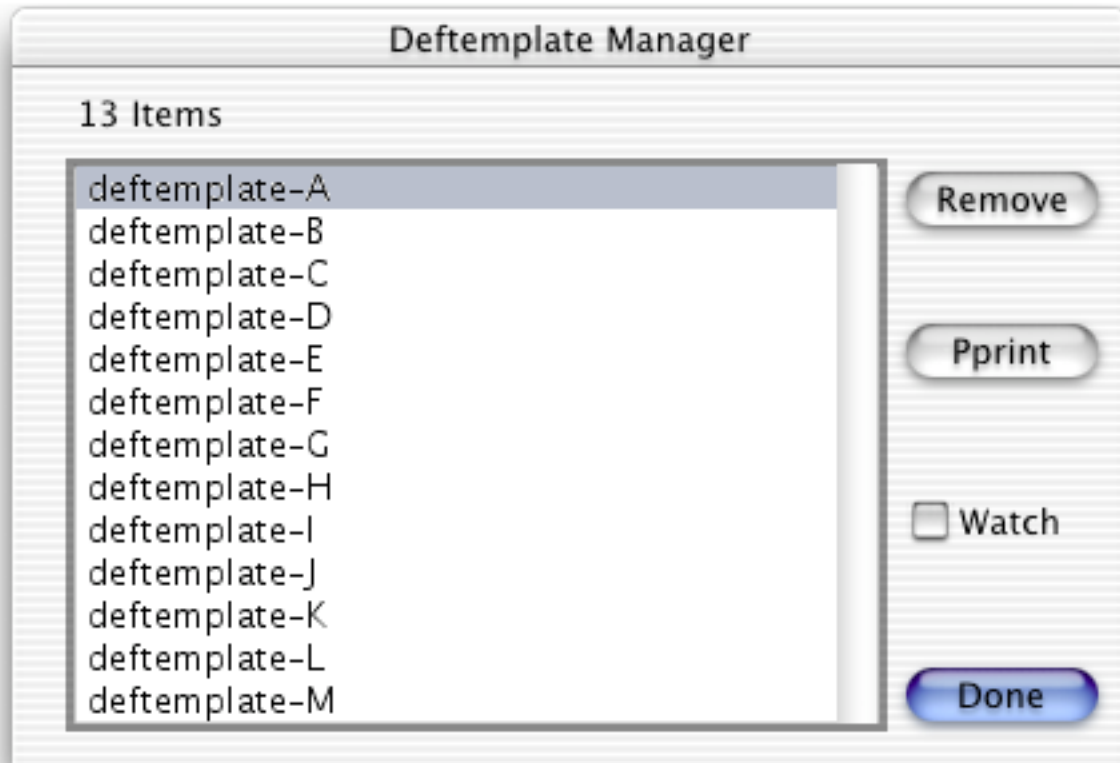 Deftemplate Manager
13 Items
deftemplate-A
deftemplate-B
deftemplate-C
deftemplate-D
deftemplate-E
deftemplate-F
deftemplate-G
deftemplate-H
deftemplate-I
deftemplate-J
deftemplate-K
deftemplate-L
deftemplate-M
Remove
Pprint
Watch
Done